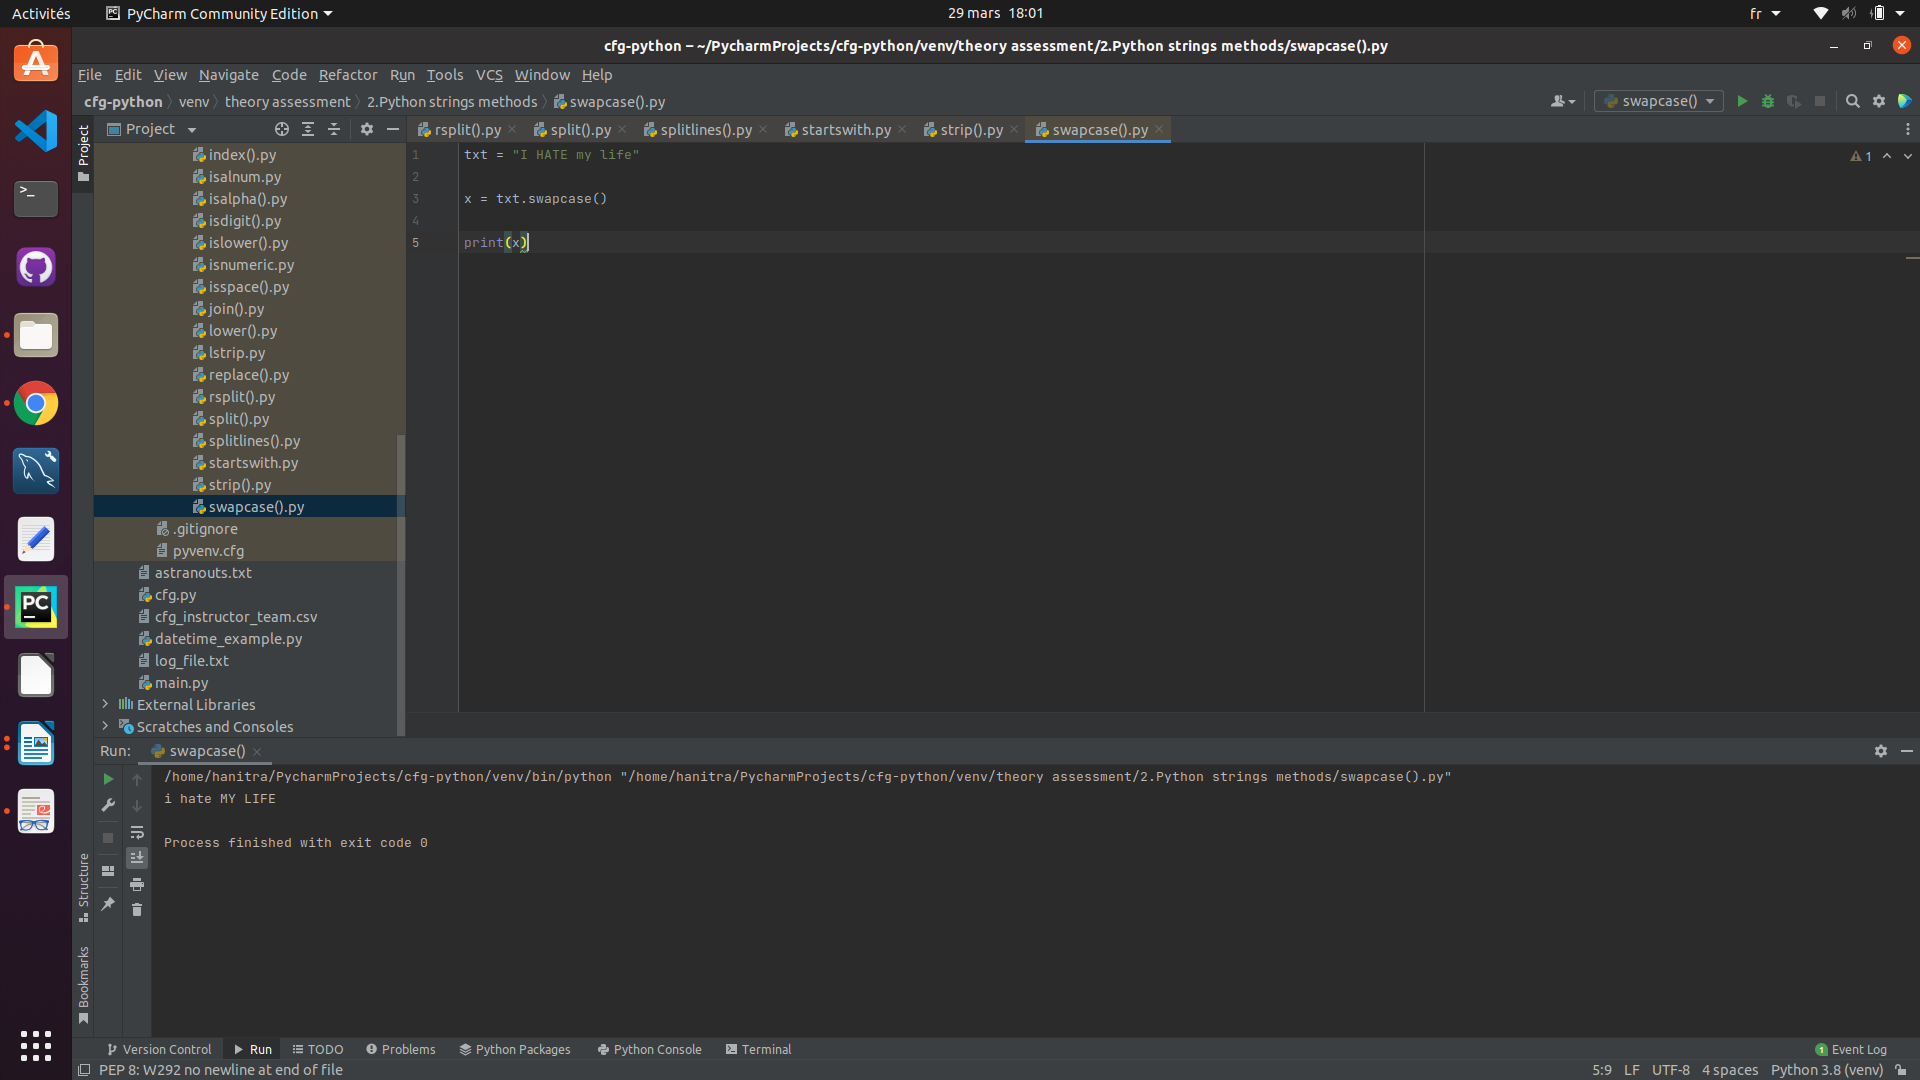 Activités
PyCharm Community Edition
29 mars 18:01
fr
cfg-python – ~/PycharmProjects/cfg-python/venv/theory assessment/2.Python strings methods/swapcase().py
File Edit View Navigate Code Refactor Run Tools VCS Window Help
cfg-python venv theory assessment 2.Python strings methods swapcase().py
swapcase()
Project
Project
rsplit().py split().py splitlines().py startswith.py strip().py swapcase().py
index().py
isalnum.py
isalpha().py
isdigit().py
islower().py
isnumeric.py
isspace().py
join().py
lower().py
lstrip.py
replace().py
rsplit().py
split().py
splitlines().py
startswith.py
strip().py
swapcase().py
.gitignore
pyvenv.cfg
astranouts.txt
cfg.py
cfg_instructor_team.csv
datetime_example.py
log_file.txt
main.py
External Libraries
Scratches and Consoles
1 txt = "I HATE my life"
2
3 x = txt.swapcase()
4
5 print(x)
1
Run: swapcase()
/home/hanitra/PycharmProjects/cfg-python/venv/bin/python "/home/hanitra/PycharmProjects/cfg-python/venv/theory assessment/2.Python strings methods/swapcase().py"
i hate MY LIFE
Process finished with exit code 0
Structure
Bookmarks
Version Control Run TODO Problems Python Packages Python Console Terminal
1 Event Log
PEP 8: W292 no newline at end of file
5:9 LF UTF-8 4 spaces Python 3.8 (venv)